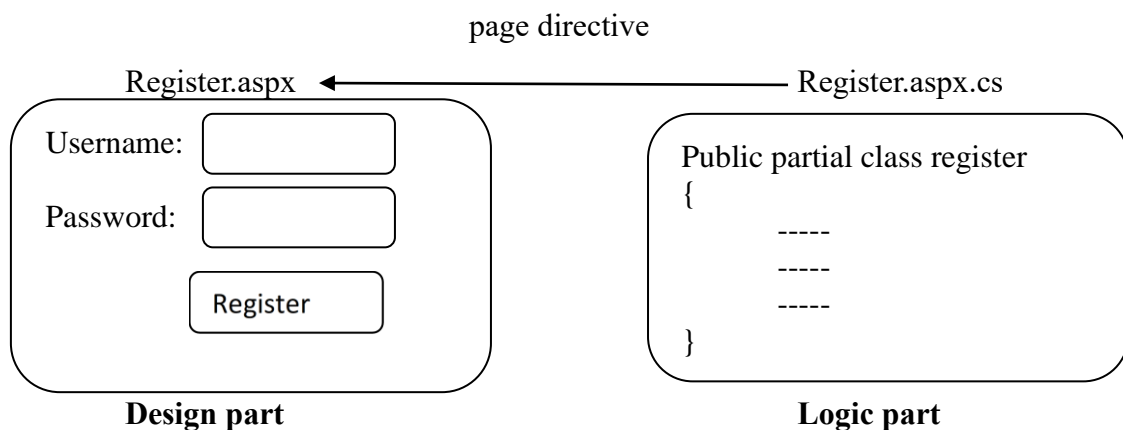 page directive
Register.aspx
Register.aspx.cs
Username:
Password:
Register
Public partial class register
{
-----
-----
-----
}
Design part
Logic part